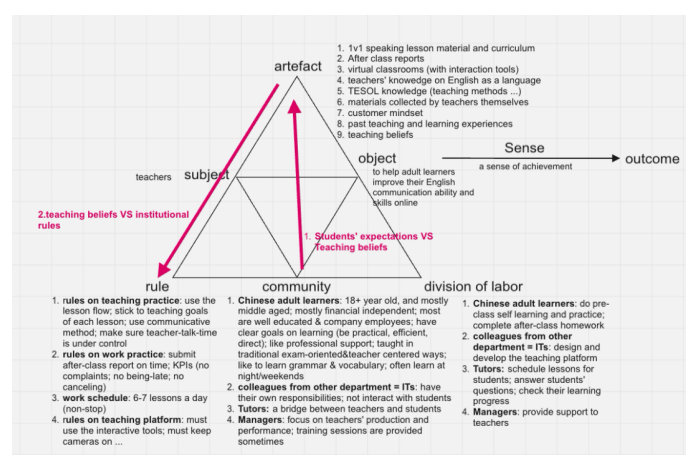 artefact
1. 1v1 speaking lesson material and curriculum
2. After class reports
3. virtual classrooms (with interaction tools)
4. teachers' knowedge on English as a language
5. TESOL knowledge (teaching methods ...)
6. materials collected by teachers themselves
7. customer mindset
8. past teaching and learning experiences
9. teaching beliefs
teachers
subject
object
to help adult learners
improve their English
communication ability and
skills online
Sense
a sense of achievement
outcome
2.teaching beliefs VS institutional
rules
1. Students' expectations VS
Teaching beliefs
rule
1. rules on teaching practice: use the
lesson flow; stick to teaching goals
of each lesson; use communicative
method; make sure teacher-talk-time
is under control
2. rules on work practice: submit
after-class report on time; KPIs (no
complaints; no being-late; no
canceling)
3. work schedule: 6-7 lessons a day
(non-stop)
4. rules on teaching platform: must
use the interactive tools; must keep
cameras on ...
community
1. Chinese adult learners: 18+ year old, and mostly
middle aged; mostly financial independent; most
are well educated & company employees; have
clear goals on learning (be practical, efficient,
direct); like professional support; taught in
traditional exam-oriented&teacher centered ways;
like to learn grammar & vocabulary; often learn at
night/weekends
2. colleagues from other department = ITs: have
their own responsibilities; not interact with students
3. Tutors: a bridge between teachers and students
4. Managers: focus on teachers' production and
performance; training sessions are provided
sometimes
division of labor
1. Chinese adult learners: do pre-
class self learning and practice;
complete after-class homework
2. colleagues from other
department = ITs: design and
develop the teaching platform
3. Tutors: schedule lessons for
students; answer students'
questions; check their learning
progress
4. Managers: provide support to
teachers